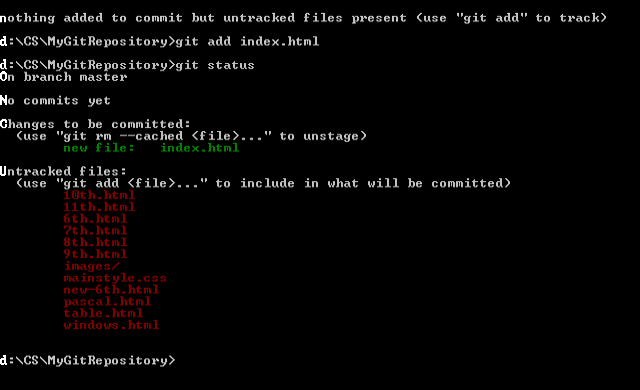 nothing added to commit but untracked files present (use "git add" to track)
d:\CS\MyGitRepository>git add index.html
d:\CS\MyGitRepository>git status
On branch master
No commits yet
Changes to be committed:
(use "git rm --cached <file>..." to unstage)
new file: index.html
Untracked files:
(use "git add <file>..." to include in what will be committed)
10th.html
11th.html
6th.html
7th.html
8th.html
9th.html
images/
mainstyle.css
new-6th.html
pascal.html
table.html
windows.html
d:\CS\MyGitRepository>